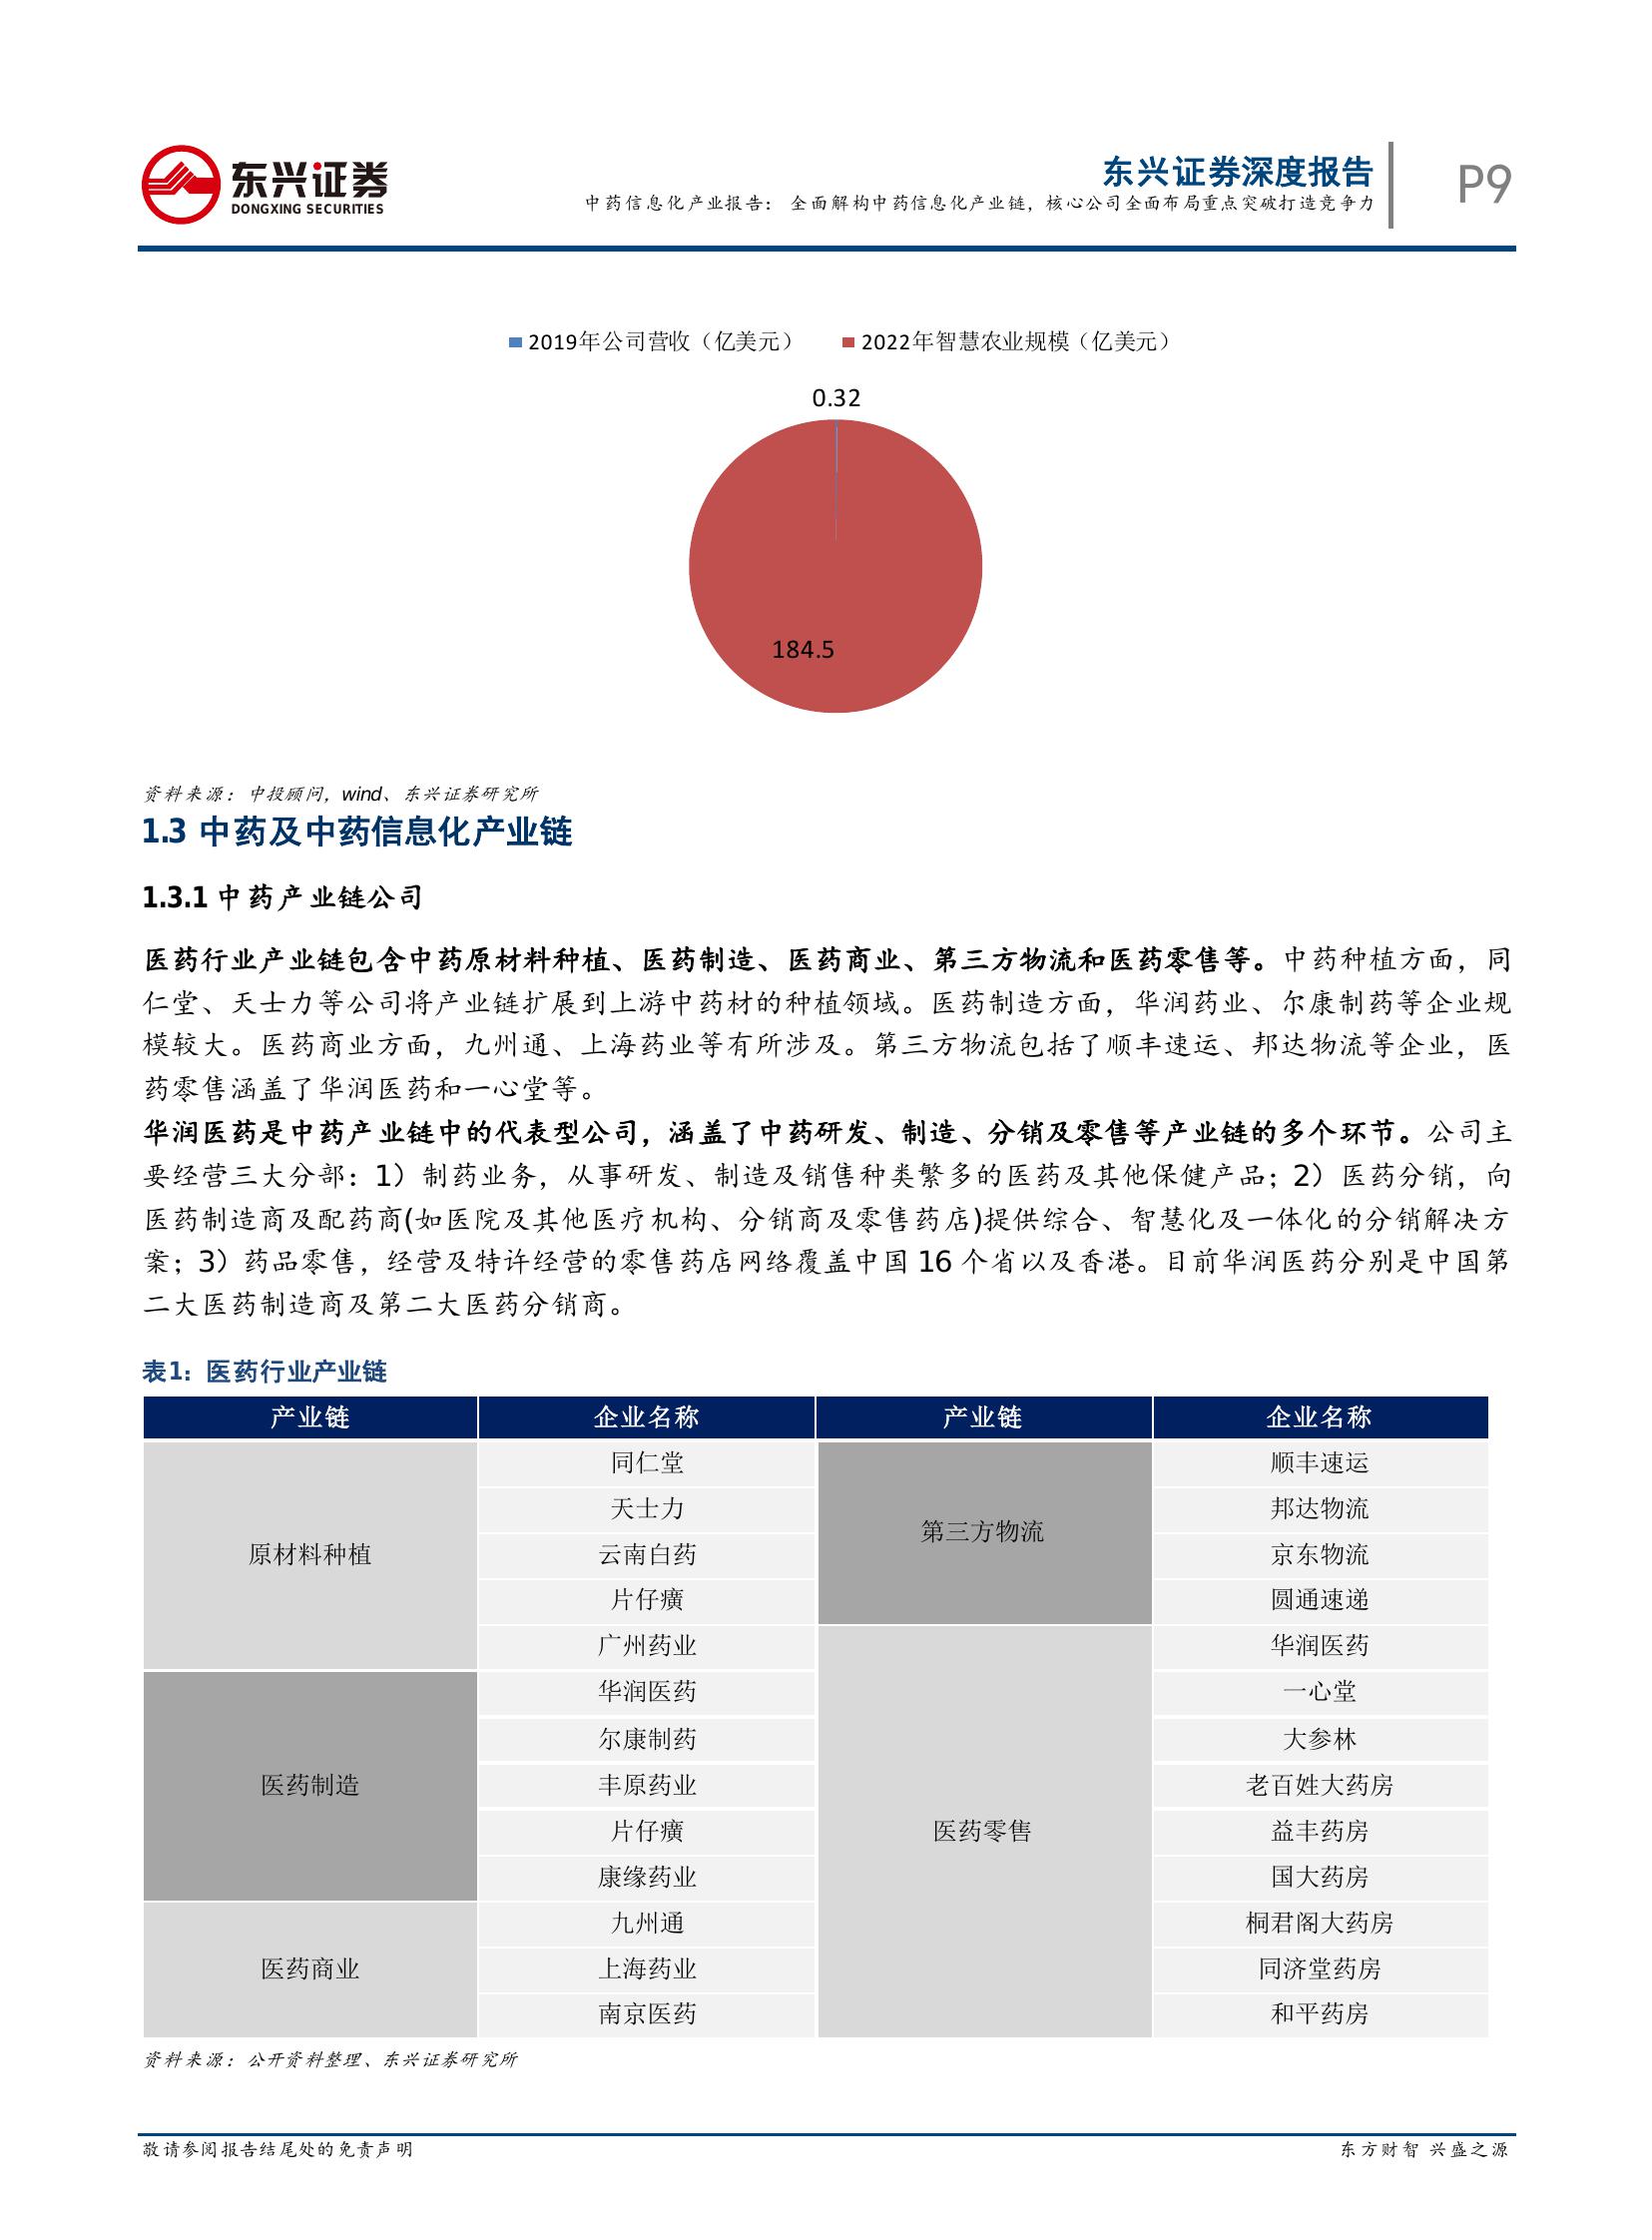 东兴证券
DONGXING SECURITIES
东兴证券深度报告
中药信息化产业报告： 全面解构中药信息化产业链，核心公司全面布局重点突破打造竞争力
P9
2019年公司营收（亿美元） 2022年智慧农业规模（亿美元）
0.32
184.5
资料来源：中投顾问，wind、东兴证券研究所
1.3 中药及中药信息化产业链
1.3.1 中药产业链公司
医药行业产业链包含中药原材料种植、医药制造、医药商业、第三方物流和医药零售等。中药种植方面，同
仁堂、天士力等公司将产业链扩展到上游中药材的种植领域。医药制造方面，华润药业、尔康制药等企业规
模较大。医药商业方面，九州通、上海药业等有所涉及。第三方物流包括了顺丰速运、邦达物流等企业，医
药零售涵盖了华润医药和一心堂等。
华润医药是中药产业链中的代表型公司，涵盖了中药研发、制造、分销及零售等产业链的多个环节。公司主
要经营三大分部：1）制药业务，从事研发、制造及销售种类繁多的医药及其他保健产品；2）医药分销，向
医药制造商及配药商(如医院及其他医疗机构、分销商及零售药店)提供综合、智慧化及一体化的分销解决方
案；3）药品零售，经营及特许经营的零售药店网络覆盖中国 16 个省以及香港。目前华润医药分别是中国第
二大医药制造商及第二大医药分销商。
表1：医药行业产业链
产业链 企业名称 产业链 企业名称
原材料种植
同仁堂
天士力
云南白药
片仔癀
广州药业
医药制造
华润医药
尔康制药
丰原药业
片仔癀
康缘药业
医药商业
九州通
上海药业
南京医药
第三方物流
顺丰速运
邦达物流
京东物流
圆通速递
医药零售
华润医药
一心堂
大参林
老百姓大药房
益丰药房
国大药房
桐君阁大药房
同济堂药房
和平药房
资料来源：公开资料整理、东兴证券研究所
敬请参阅报告结尾处的免责声明
东方财智 兴盛之源